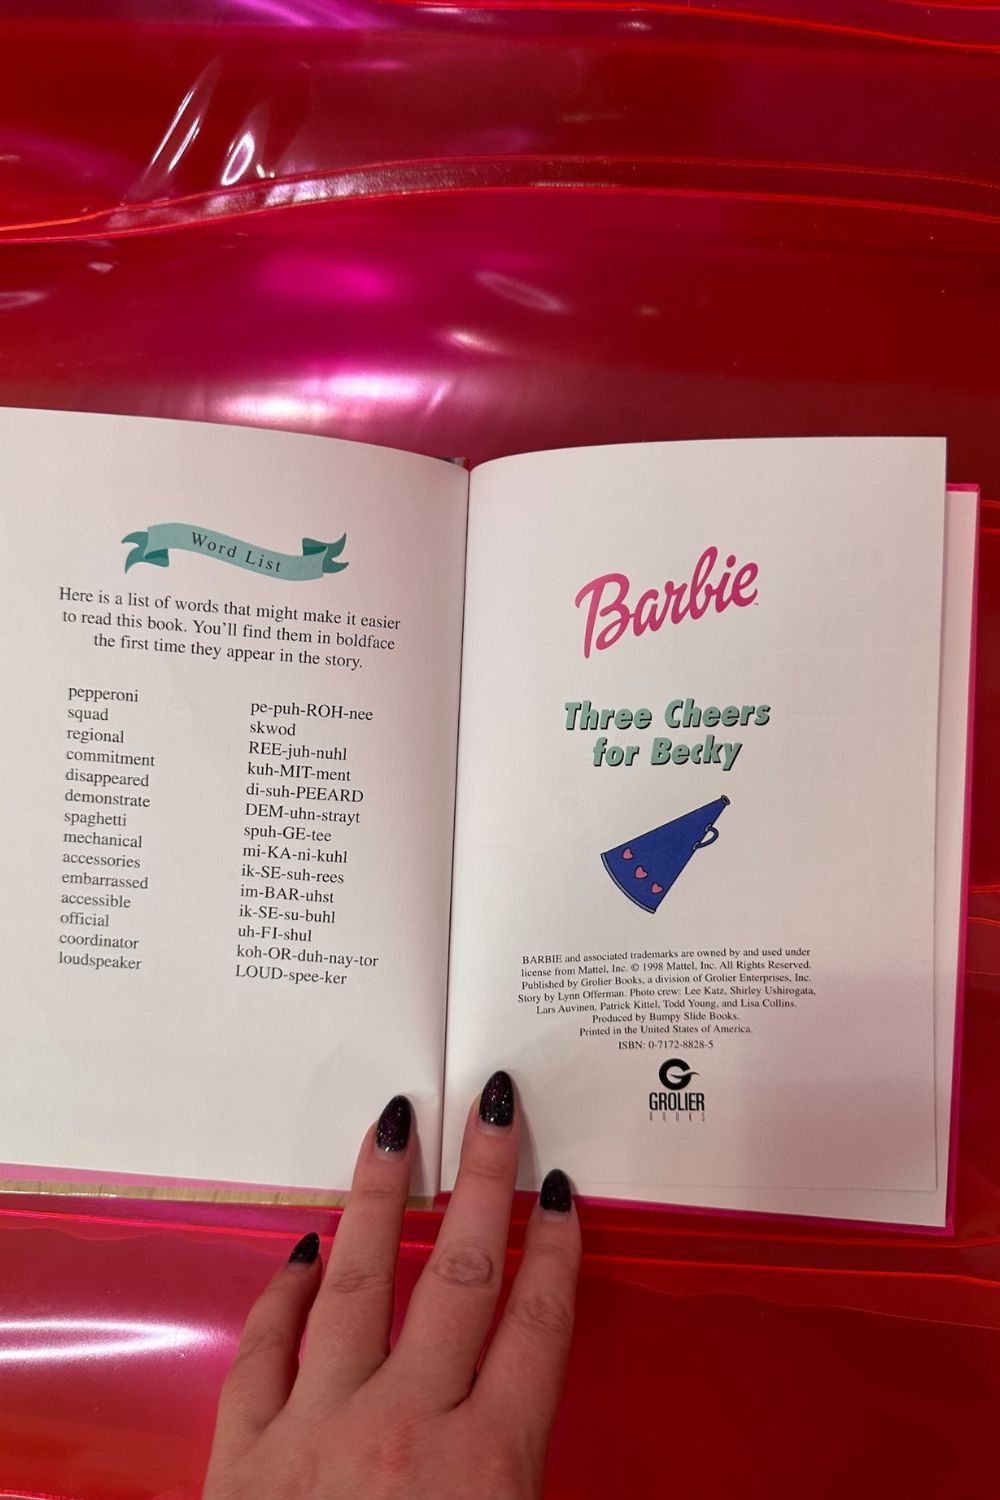 Word List
Here is a list of words that might make it easier
to read this book. You'll find them in boldface
the first time they appear in the story.
pepperoni pe-puh-ROH-nee
squad skwod
regional REE-juh-nuhl
commitment kuh-MIT-ment
disappeared di-suh-PEEARD
demonstrate DEM-uhn-strayt
spaghetti spuh-GE-tee
mechanical mi-KA-ni-kuhl
accessories ik-SE-suh-rees
embarrassed im-BAR-uhst
accessible ik-SE-su-buhl
official uh-FI-shul
coordinator koh-OR-duh-nay-tor
loudspeaker LOUD-spee-ker
Barbie™
Three Cheers
for Becky
BARBIE and associated trademarks are owned by and used under
license from Mattel, Inc. © 1998 Mattel, Inc. All Rights Reserved.
Published by Grolier Books, a division of Grolier Enterprises, Inc.
Story by Lynn Offerman. Photo crew: Lee Katz, Shirley Ushirogata,
Lars Auvinen, Patrick Kittel, Todd Young, and Lisa Collins.
Produced by Bumpy Slide Books.
Printed in the United States of America.
ISBN: 0-7172-8828-5
GROLIER
BOOKS